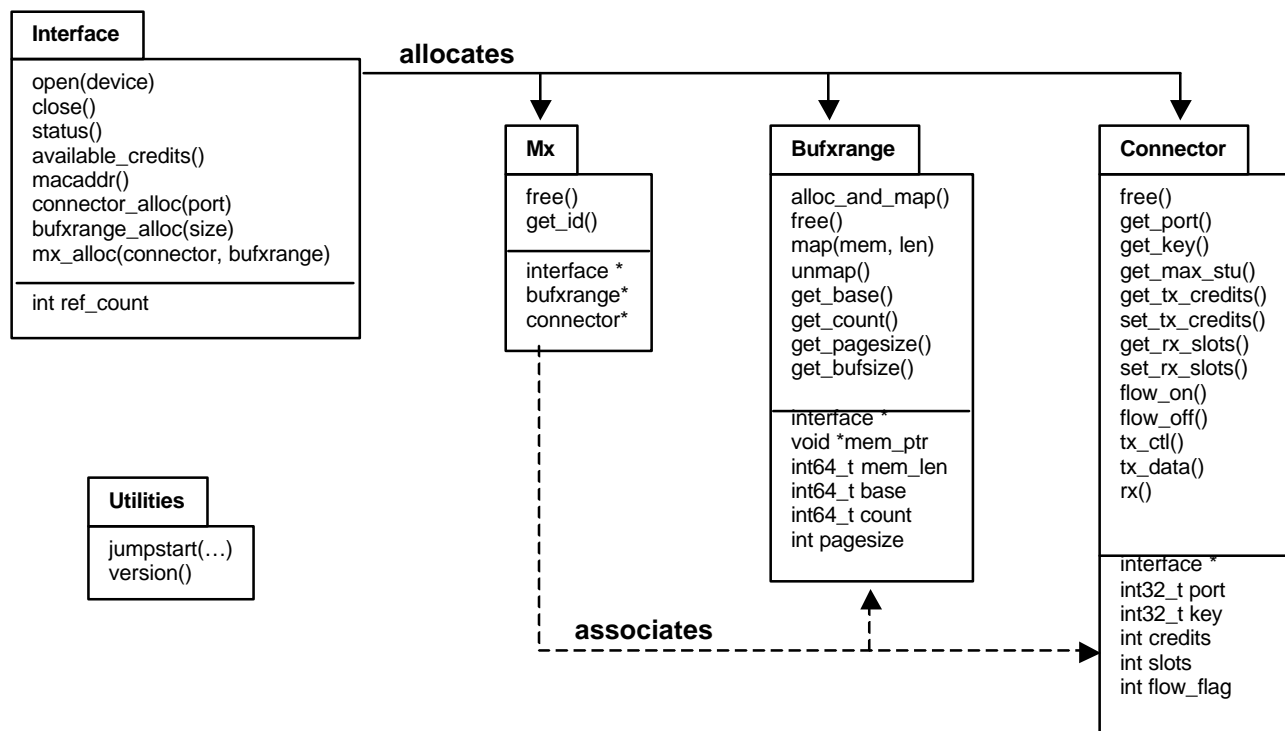 Interface
open(device)
close()
status()
available_credits()
macaddr()
connector_alloc(port)
bufxrange_alloc(size)
mx_alloc(connector, bufxrange)
int ref_count
allocates
Mx
free()
get_id()
interface *
bufxrange*
connector*
Bufxrange
alloc_and_map()
free()
map(mem, len)
unmap()
get_base()
get_count()
get_pagesize()
get_bufsize()
interface *
void *mem_ptr
int64_t mem_len
int64_t base
int64_t count
int pagesize
Connector
free()
get_port()
get_key()
get_max_stu()
get_tx_credits()
set_tx_credits()
get_rx_slots()
set_rx_slots()
flow_on()
flow_off()
tx_ctl()
tx_data()
rx()
interface *
int32_t port
int32_t key
int credits
int slots
int flow_flag
Utilities
jumpstart(…)
version()
associates